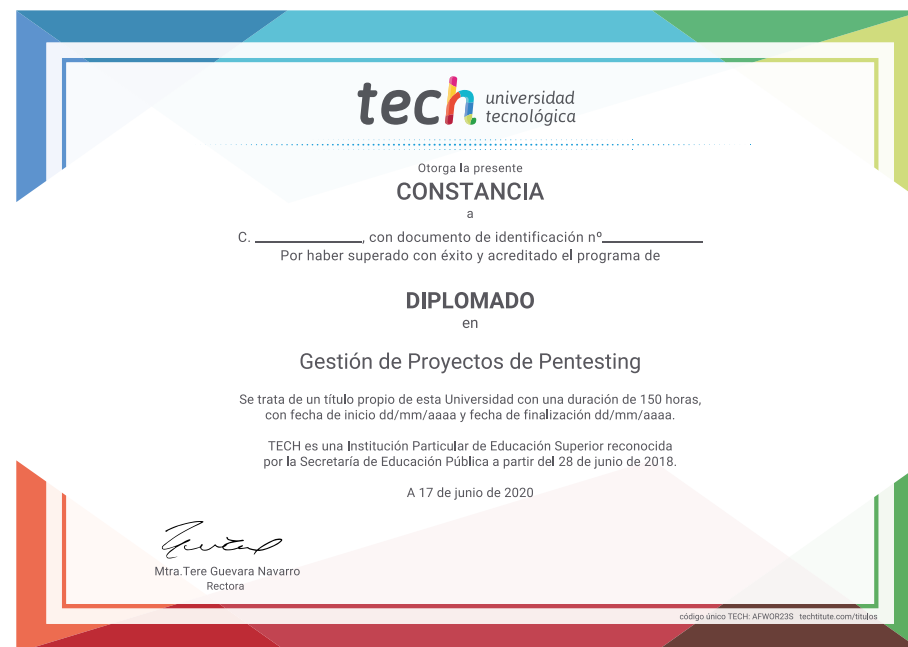 tech universidad
tecnológica
Otorga la presente
CONSTANCIA
a
C. ____________, con documento de identificación nº____________
Por haber superado con éxito y acreditado el programa de
DIPLOMADO
en
Gestión de Proyectos de Pentesting
Se trata de un título propio de esta Universidad con una duración de 150 horas,
con fecha de inicio dd/mm/aaaa y fecha de finalización dd/mm/aaaa.
TECH es una Institución Particular de Educación Superior reconocida
por la Secretaría de Educación Pública a partir del 28 de junio de 2018.
A 17 de junio de 2020
Mtra.Tere Guevara Navarro
Rectora
código único TECH: AFWOR23S techtitute.com/titulos